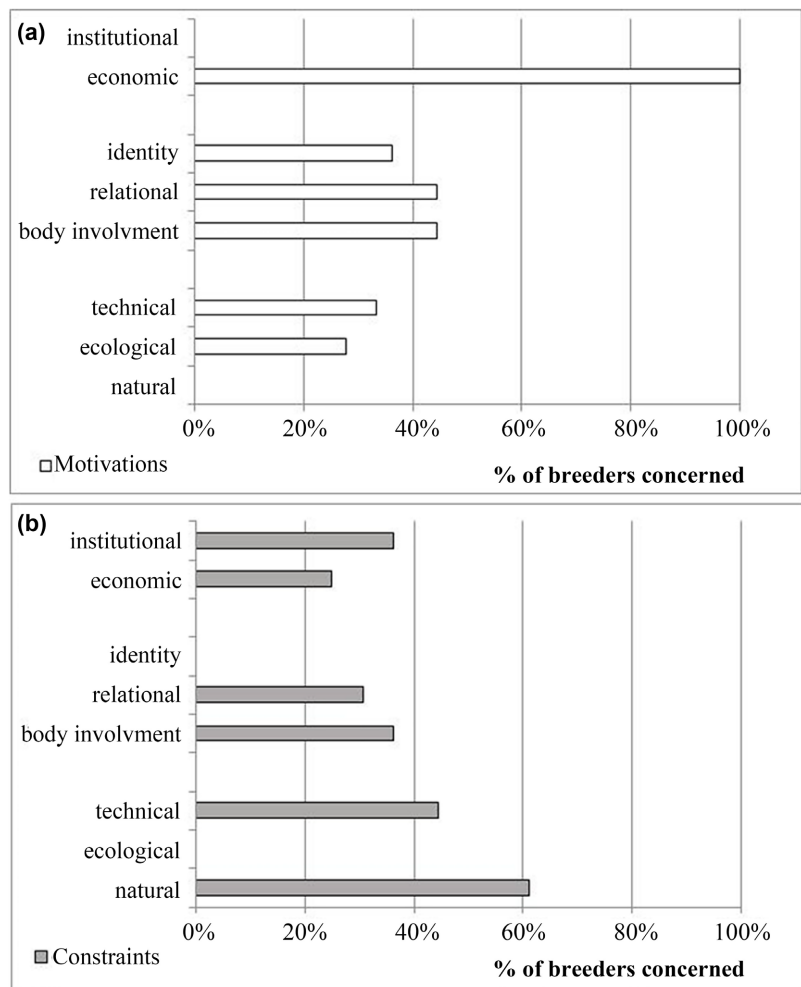 (a)
institutional
economic
identity
relational
body involvment
technical
ecological
natural
0% 20% 40% 60% 80% 100%
Motivations
% of breeders concerned
(b)
institutional
economic
identity
relational
body involvment
technical
ecological
natural
0% 20% 40% 60% 80% 100%
Constraints
% of breeders concerned